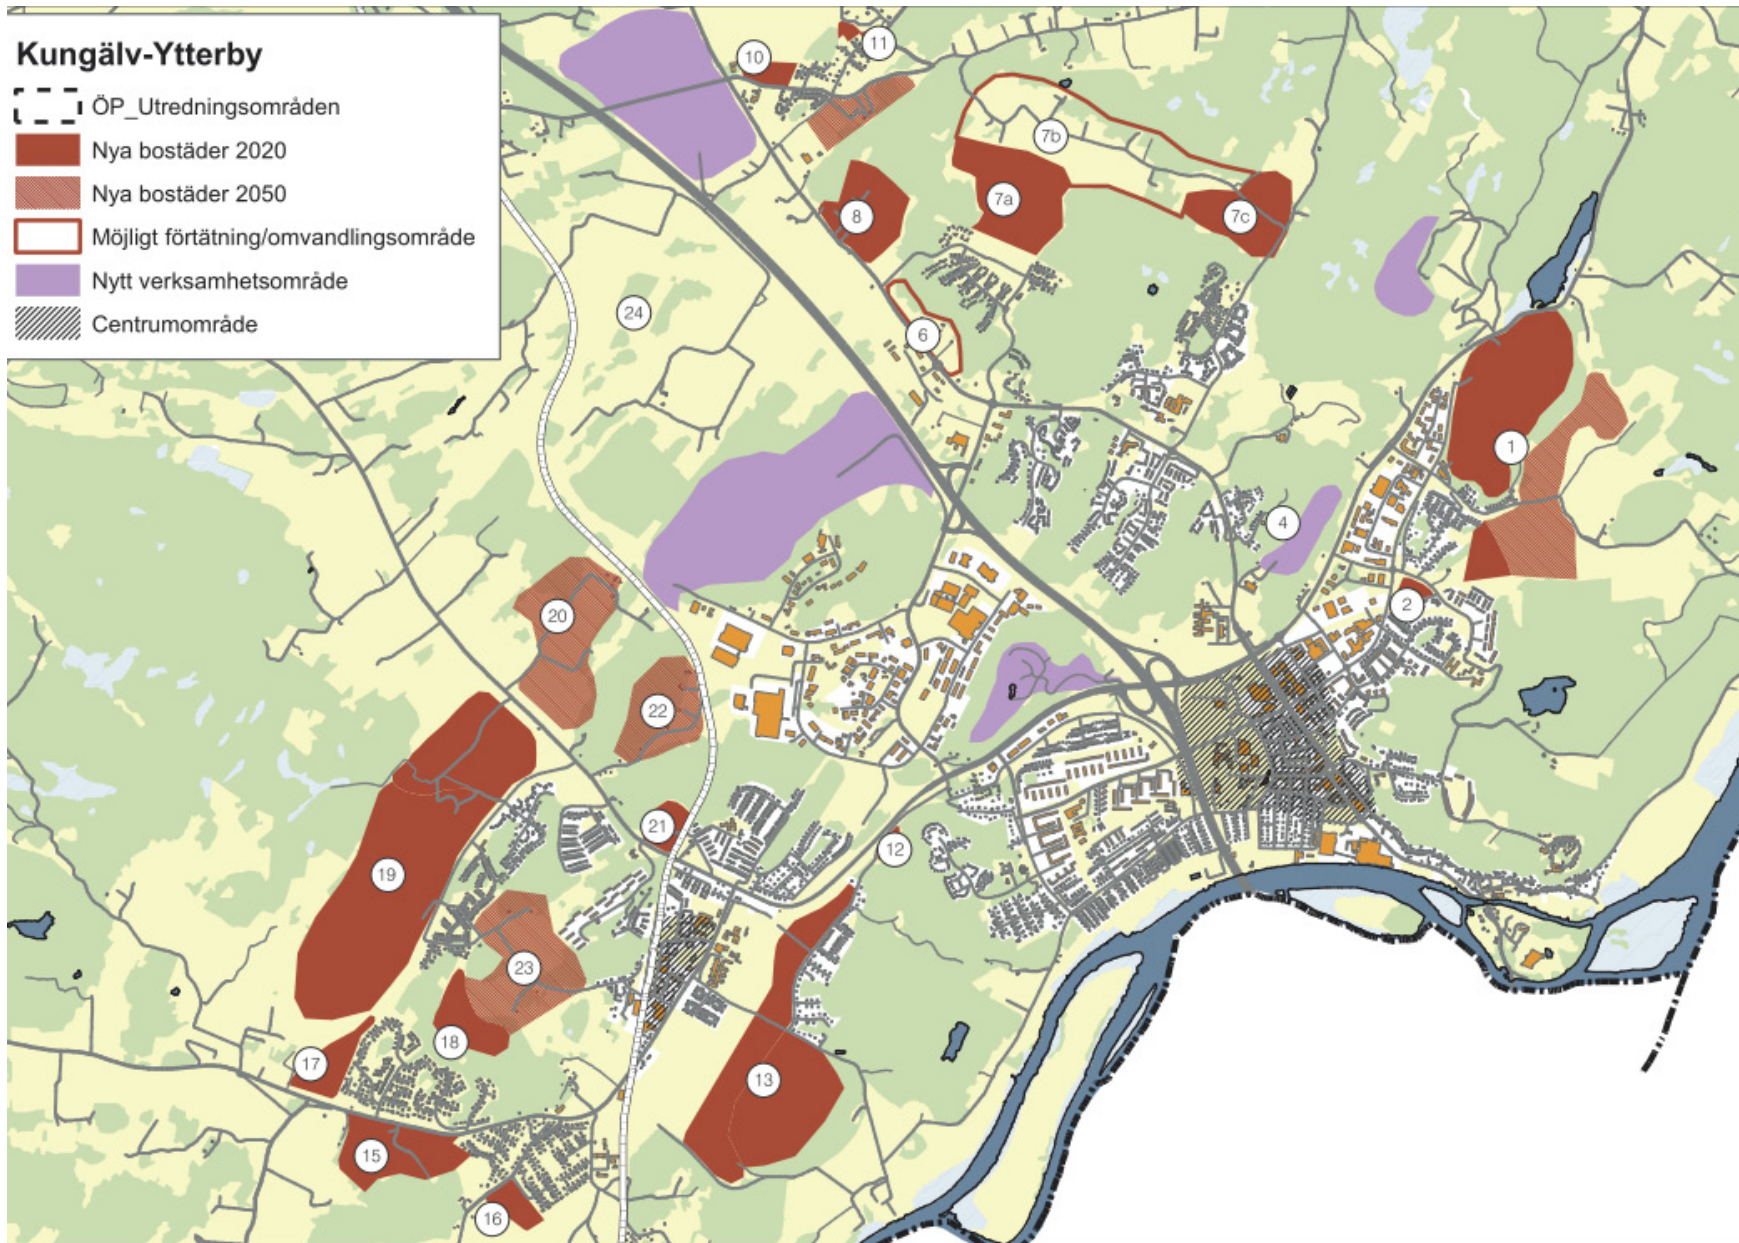 Kungälv-Ytterby
ÖP_Utredningsområden
Nya bostäder 2020
Nya bostäder 2050
Möjligt förtätning/omvandlingsområde
Nytt verksamhetsområde
Centrumområde
11
10
7b
7a
8
7c
24
6
1
4
2
20
22
21
12
19
23
18
17
13
15
16